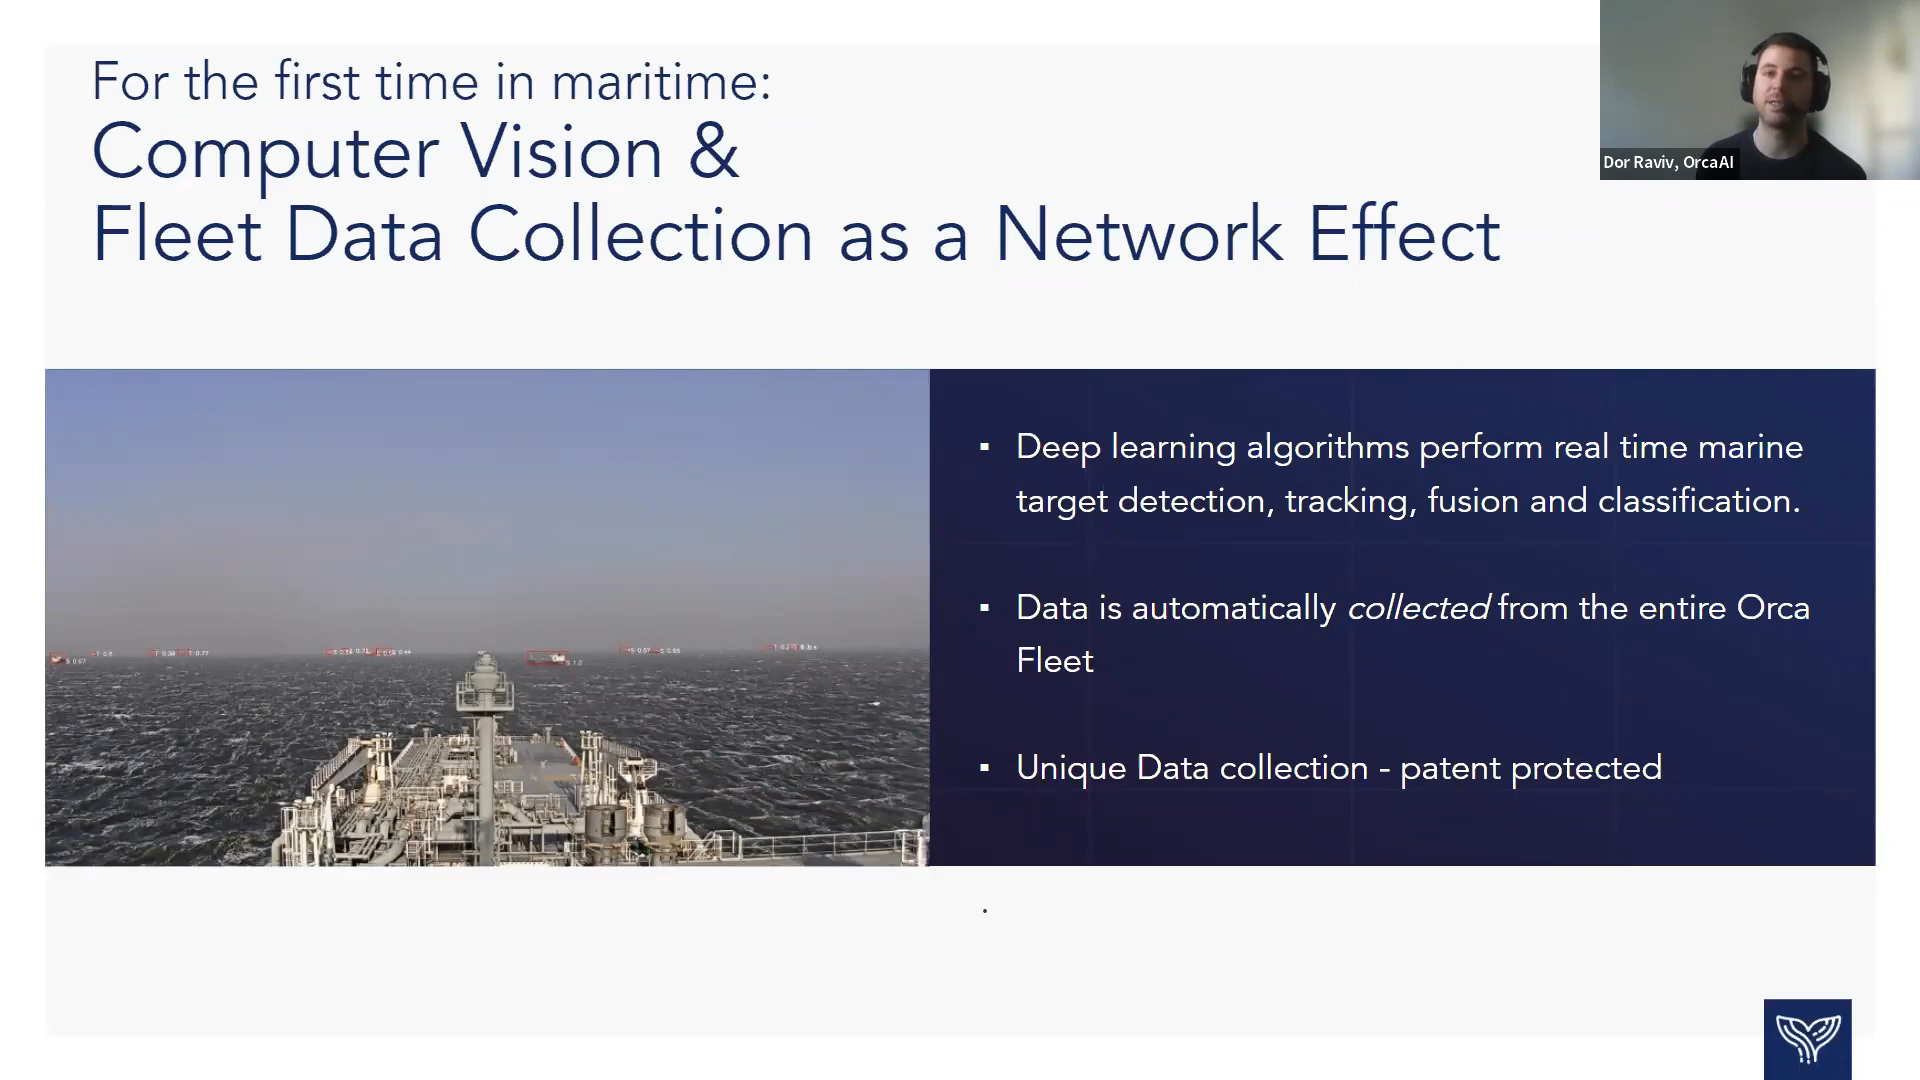 For the first time in maritime:
Computer Vision &
Fleet Data Collection as a Network Effect
Dor Raviv, OrcaAI
▪ Deep learning algorithms perform real time marine
target detection, tracking, fusion and classification.
▪ Data is automatically collected from the entire Orca
Fleet
▪ Unique Data collection - patent protected
.